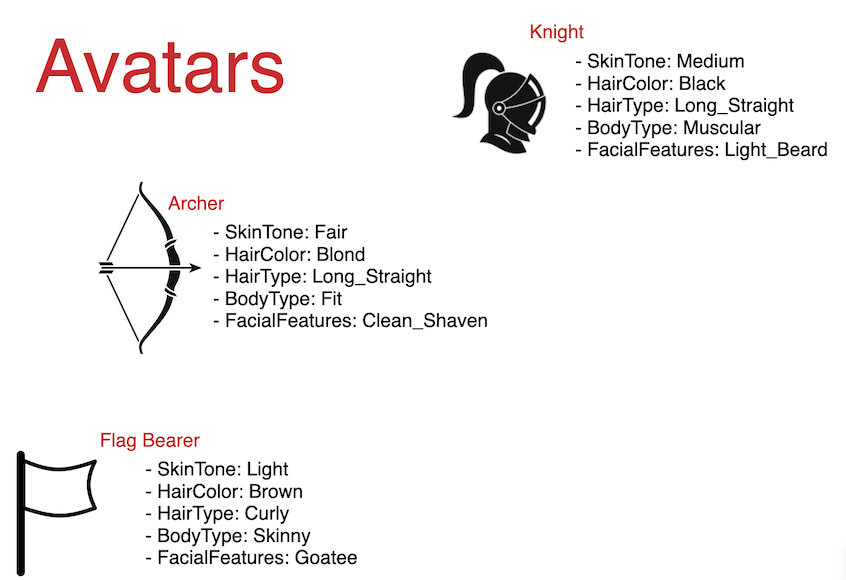 Avatars
Knight
- SkinTone: Medium
- HairColor: Black
- HairType: Long_Straight
- BodyType: Muscular
- FacialFeatures: Light_Beard
Archer
- SkinTone: Fair
- HairColor: Blond
- HairType: Long_Straight
- BodyType: Fit
- FacialFeatures: Clean_Shaven
Flag Bearer
- SkinTone: Light
- HairColor: Brown
- HairType: Curly
- BodyType: Skinny
- FacialFeatures: Goatee